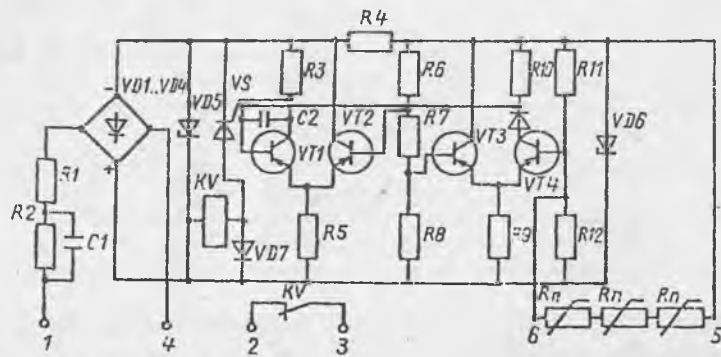 R4
− VD1..VD4
VD5
VS
R3
C2
VT1
VT2
R6
R7
VT3
R10
R11
VT4
VD6
R1
+
R2
C1
KV
VD7
R5
R8
R9
R12
KV
Rn Rn Rn
1 4 2 3 6 5